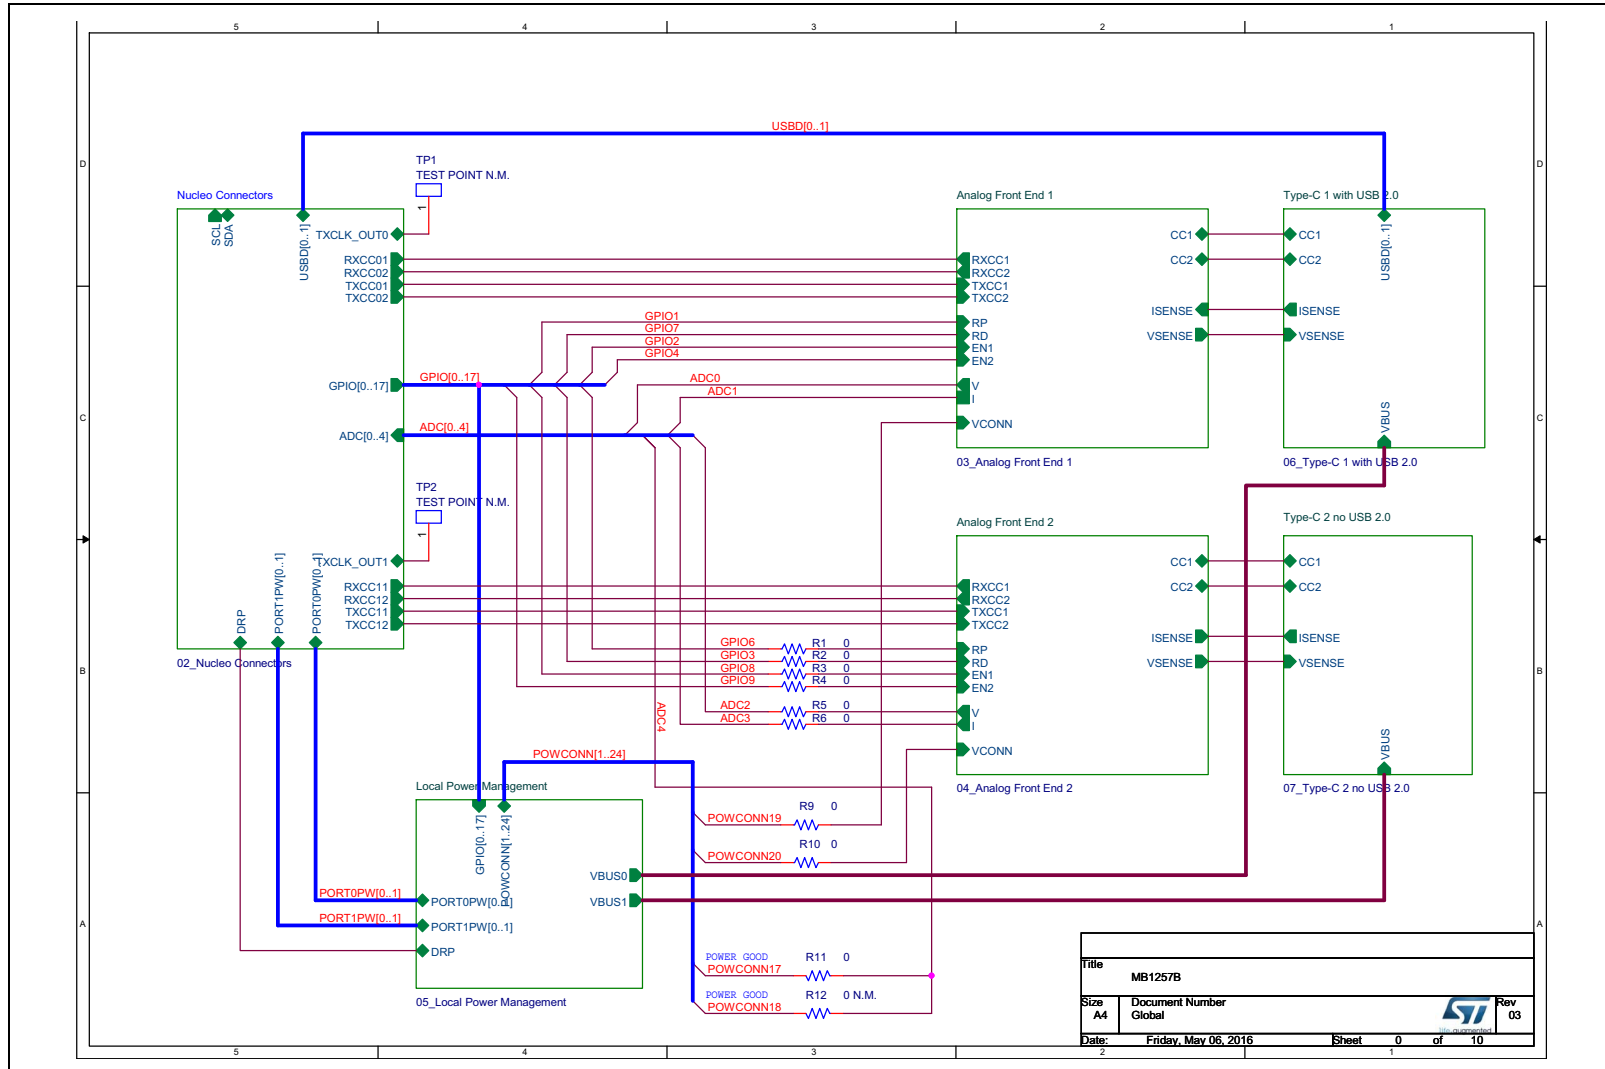 5 4 3 2 1
USBD[0..1]
D D
TP1
TEST POINT N.M.
Nucleo Connectors
Analog Front End 1
Type-C 1 with USB 2.0
1
SCL
SDA
USBD[0..1]
TXCLK_OUT0
CC1 CC1
USBD[0..1]
RXCC01 RXCC1
CC2 CC2
RXCC02 RXCC2
TXCC01 TXCC1
TXCC02 TXCC2
ISENSE ISENSE
GPIO1 RP
GPIO7 RD
VSENSE VSENSE
GPIO2 EN1
GPIO4 EN2
GPIO[0..17] GPIO[0..17]
ADC0 V
ADC1 I
C C
VBUS
VCONN
ADC[0..4] ADC[0..4]
03_Analog Front End 1
06_Type-C 1 with USB 2.0
TP2
TEST POINT N.M.
Analog Front End 2
Type-C 2 no USB 2.0
1
TXCLK_OUT1
CC1 CC1
RXCC11 RXCC1
CC2 CC2
RXCC12 RXCC2
TXCC11 TXCC1
TXCC12 TXCC2
DRP
PORT1PW[0..1]
PORT0PW[0..1]
ISENSE ISENSE
GPIO6 R1 0 RP
GPIO3 R2 0 RD
VSENSE VSENSE
GPIO8 R3 0 EN1
GPIO9 R4 0 EN2
02_Nucleo Connectors
B B
ADC2 R5 0 V
ADC3 R6 0 I
ADC4
VCONN
VBUS
POWCONN[1..24]
Local Power Management
04_Analog Front End 2
07_Type-C 2 no USB 2.0
GPIO[0..17]
POWCONN[1..24]
R9 0
POWCONN19
R10 0
POWCONN20
VBUS0
VBUS1
PORT0PW[0..1] PORT0PW[0..1]
PORT1PW[0..1] PORT1PW[0..1]
A A
DRP
POWER GOOD R11 0
POWCONN17
POWER GOOD R12 0 N.M.
POWCONN18
05_Local Power Management
Title
MB1257B
Size Document Number Rev
A4 Global 03
ST
life.augmented
Date: Friday, May 06, 2016 Sheet 0 of 10
5 4 3 2 1